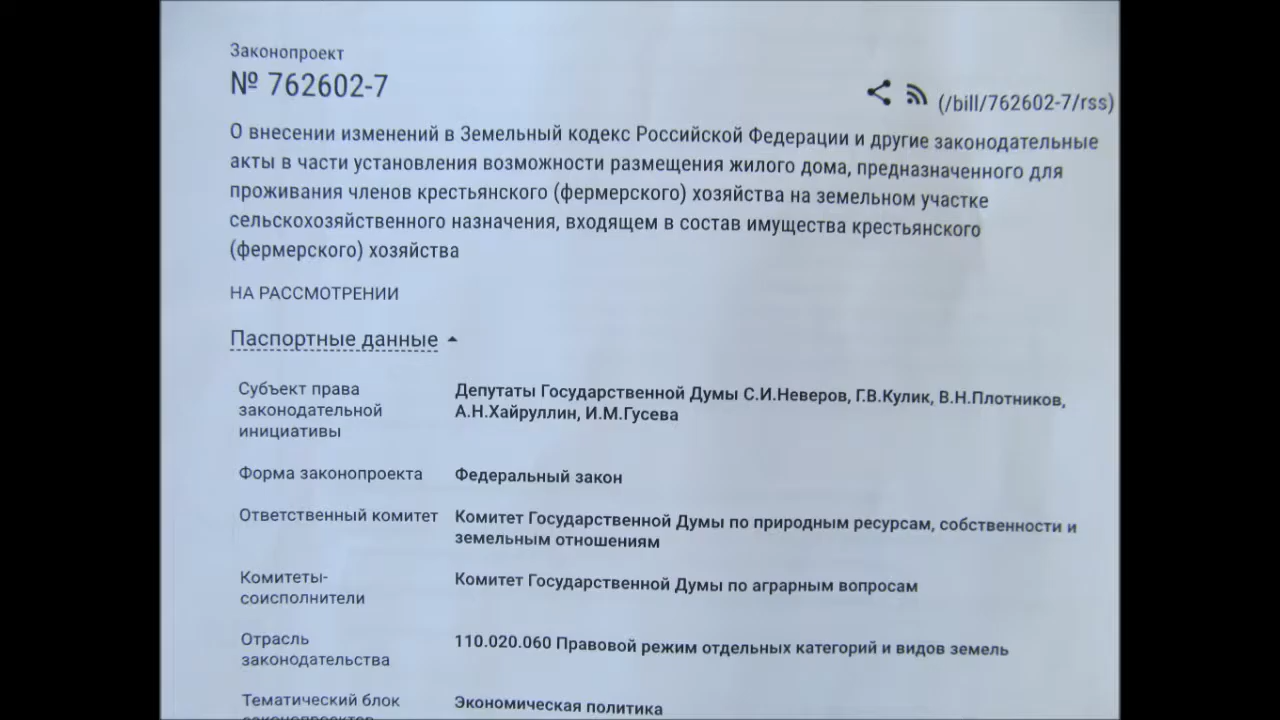 Законопроект
№ 762602-7
(/bill/762602-7/rss)
О внесении изменений в Земельный кодекс Российской Федерации и другие законодательные
акты в части установления возможности размещения жилого дома, предназначенного для
проживания членов крестьянского (фермерского) хозяйства на земельном участке
сельскохозяйственного назначения, входящем в состав имущества крестьянского
(фермерского) хозяйства
НА РАССМОТРЕНИИ
Паспортные данные
Субъект права
законодательной
инициативы
Депутаты Государственной Думы С.И.Неверов, Г.В.Кулик, В.Н.Плотников,
А.Н.Хайруллин, И.М.Гусева
Форма законопроекта
Федеральный закон
Ответственный комитет
Комитет Государственной Думы по природным ресурсам, собственности и
земельным отношениям
Комитеты-
соисполнители
Комитет Государственной Думы по аграрным вопросам
Отрасль
законодательства
110.020.060 Правовой режим отдельных категорий и видов земель
Тематический блок
законопроектов
Экономическая политика